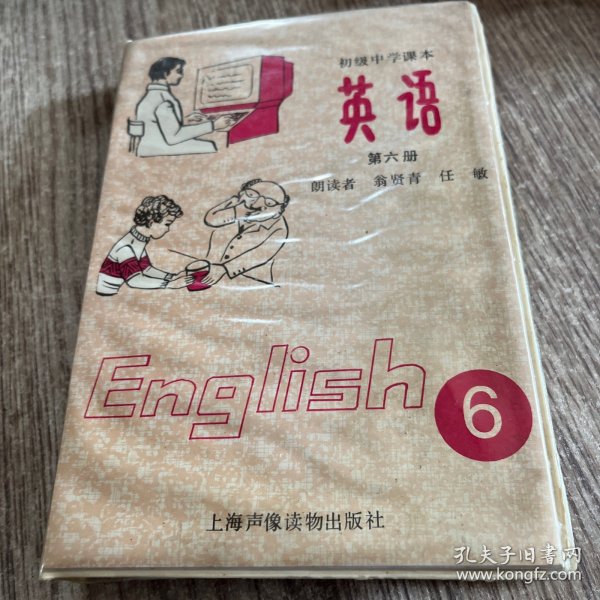 初级中学课本
英语
第六册
朗读者 翁贤青 任 敏
English
6
上海声像读物出版社
孔夫子旧书网
www.kongfz.com